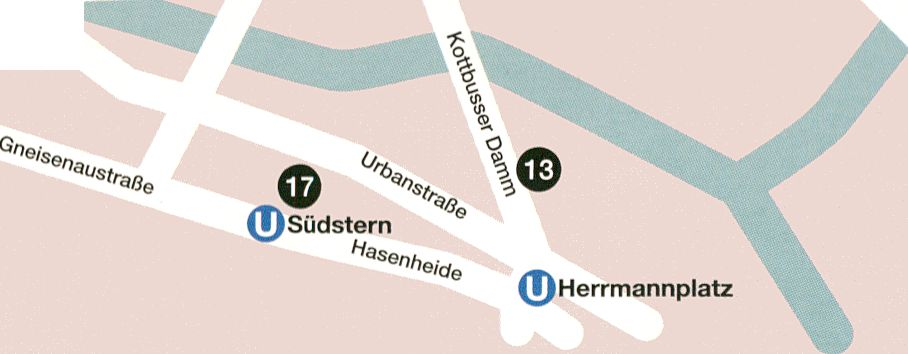 Kottbusser Damm
Gneisenaustraße
Urbanstraße
13
17
U Südstern
Hasenheide
U Herrmannplatz